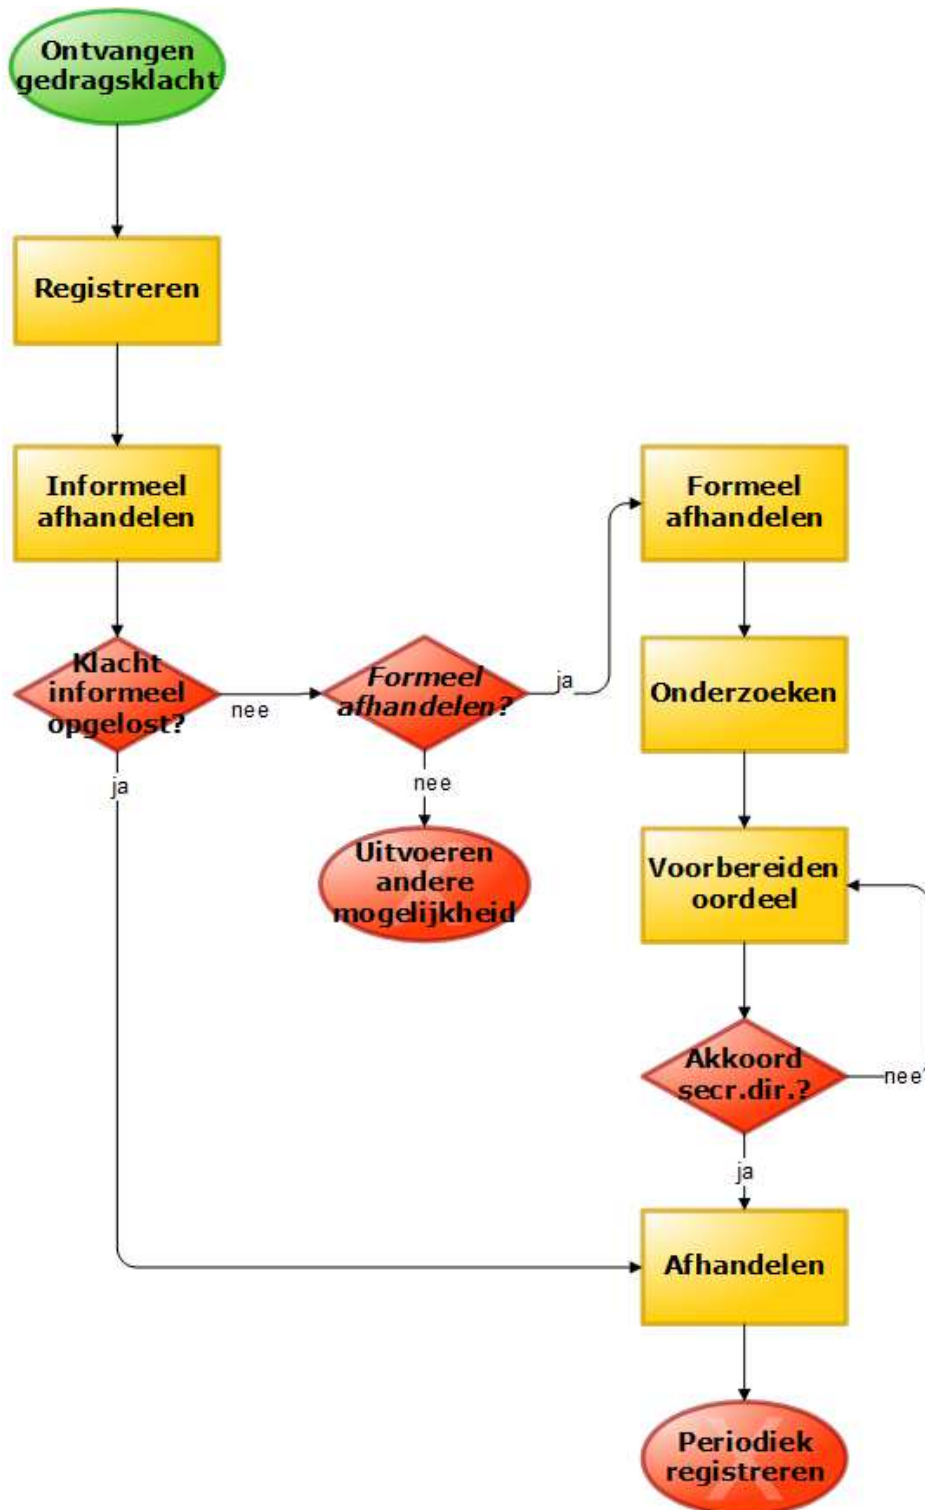 Ontvangen
gedragsklacht
Registreren
Informeel
afhandelen
Formeel
afhandelen
Klacht
informeel
opgelost?
nee
Formeel
afhandelen?
ja
Onderzoeken
ja
nee
Uitvoeren
andere
mogelijkheid
Voorbereiden
oordeel
Akkoord
secr.dir.?
nee
ja
Afhandelen
Periodiek
registreren